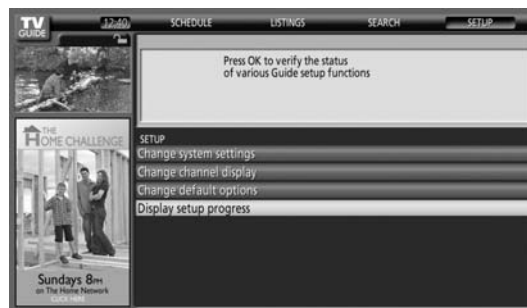 TV
GUIDE
12:40
SCHEDULE
LISTINGS
SEARCH
SETUP
Press OK to verify the status
of various Guide setup functions
THE
HOME CHALLENGE
Sundays 8PM
on The Home Network
CLICK HERE
SETUP
Change system settings
Change channel display
Change default options
Display setup progress